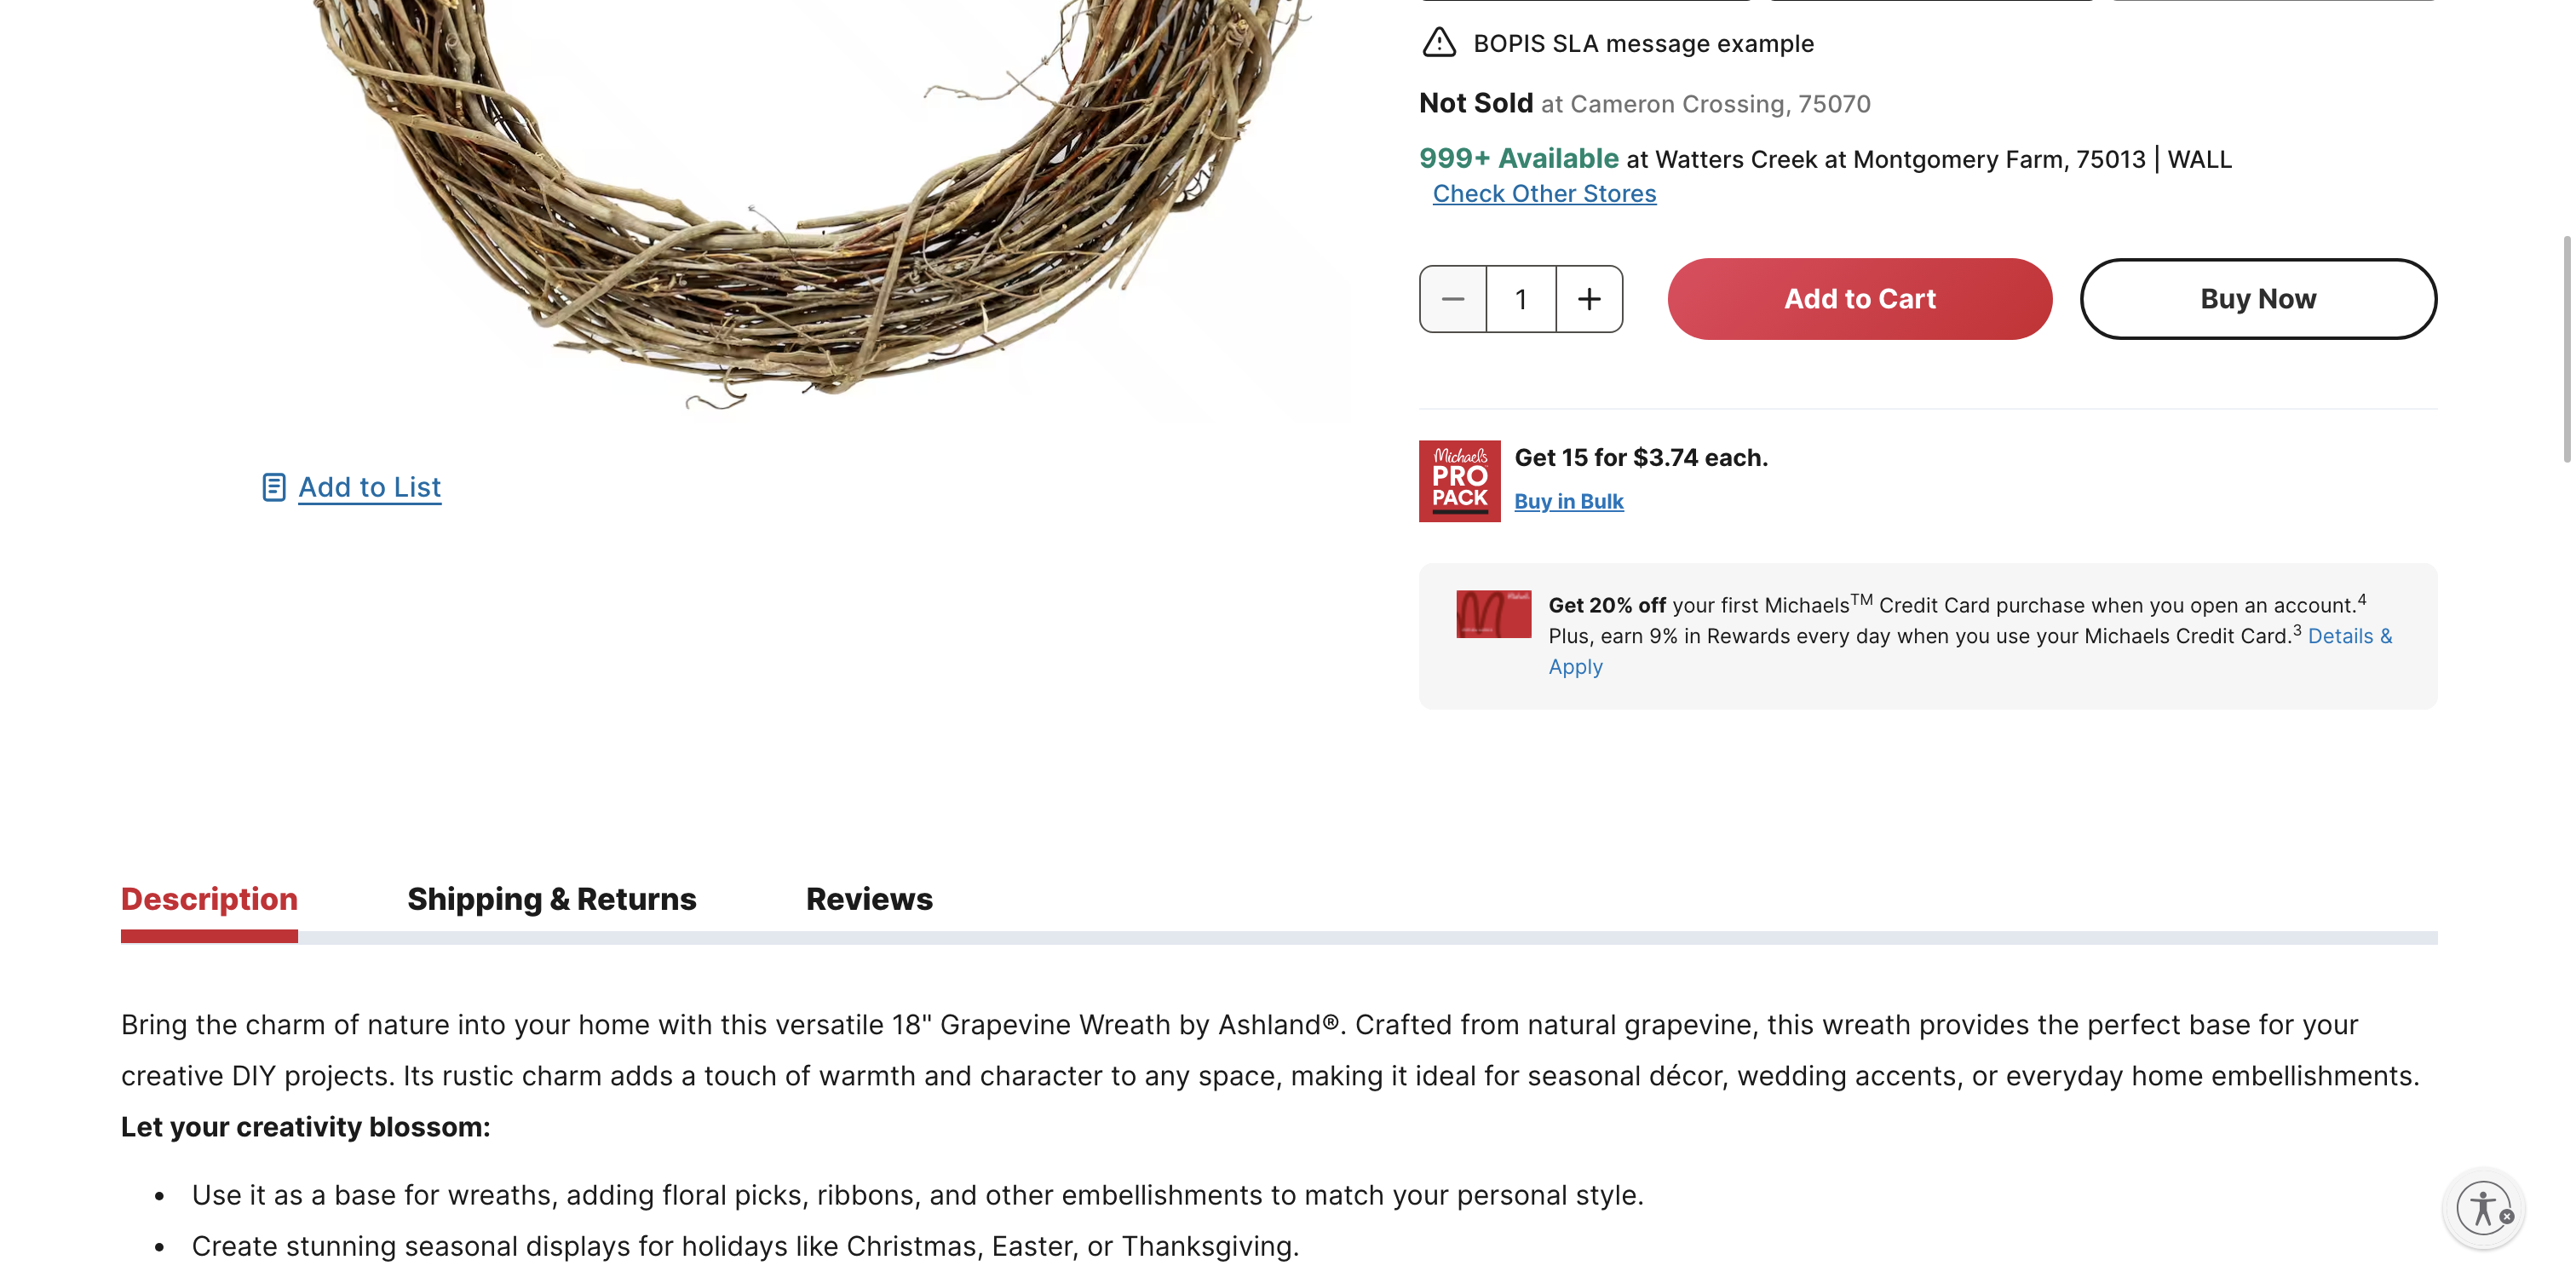 BOPIS SLA message example
Not Sold at Cameron Crossing, 75070
999+ Available at Watters Creek at Montgomery Farm, 75013 | WALL
Check Other Stores
1
Add to Cart
Buy Now
Add to List
Michaels
PRO
PACK
Get 15 for $3.74 each.
Buy in Bulk
Get 20% off your first Michaels™ Credit Card purchase when you open an account.⁴
Plus, earn 9% in Rewards every day when you use your Michaels Credit Card.³ Details &
Apply
Description
Shipping & Returns
Reviews
Bring the charm of nature into your home with this versatile 18" Grapevine Wreath by Ashland®. Crafted from natural grapevine, this wreath provides the perfect base for your
creative DIY projects. Its rustic charm adds a touch of warmth and character to any space, making it ideal for seasonal décor, wedding accents, or everyday home embellishments.
Let your creativity blossom:
• Use it as a base for wreaths, adding floral picks, ribbons, and other embellishments to match your personal style.
• Create stunning seasonal displays for holidays like Christmas, Easter, or Thanksgiving.